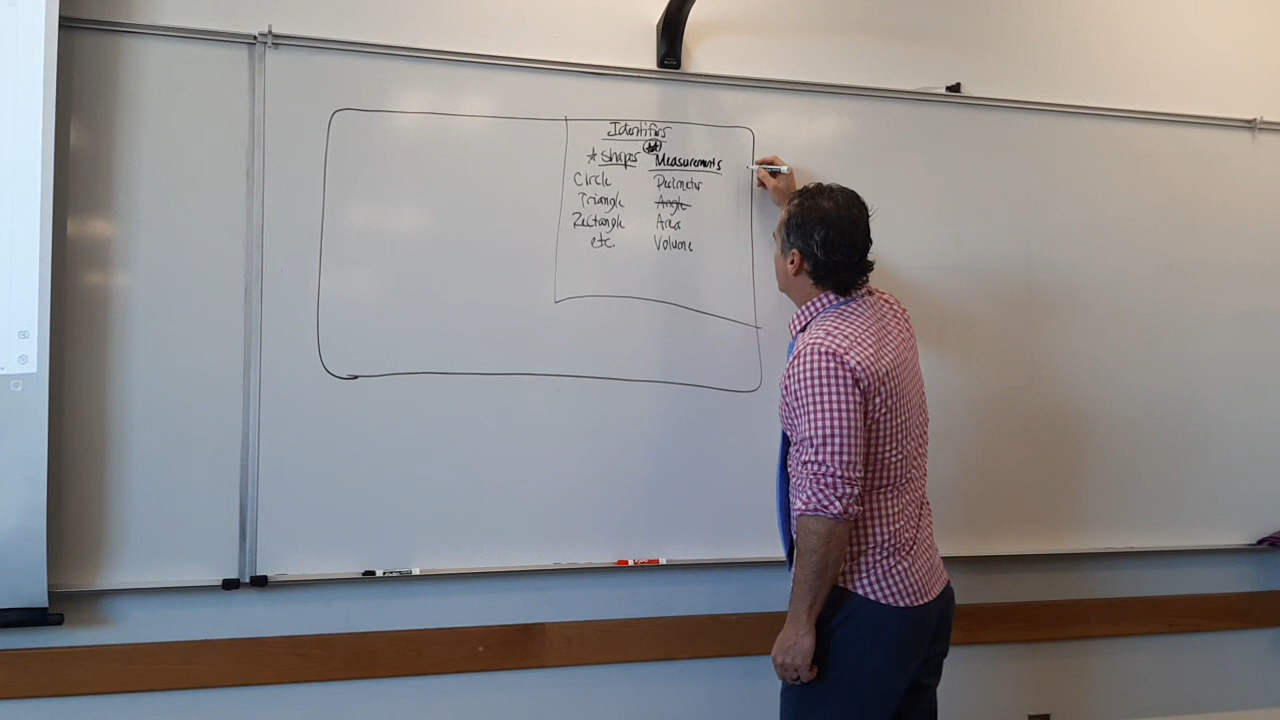 Identifiers
☆ Shapes ☆☆ Measurements
Circle Perimeter
Triangle Angle
Rectangle Area
etc. Volume